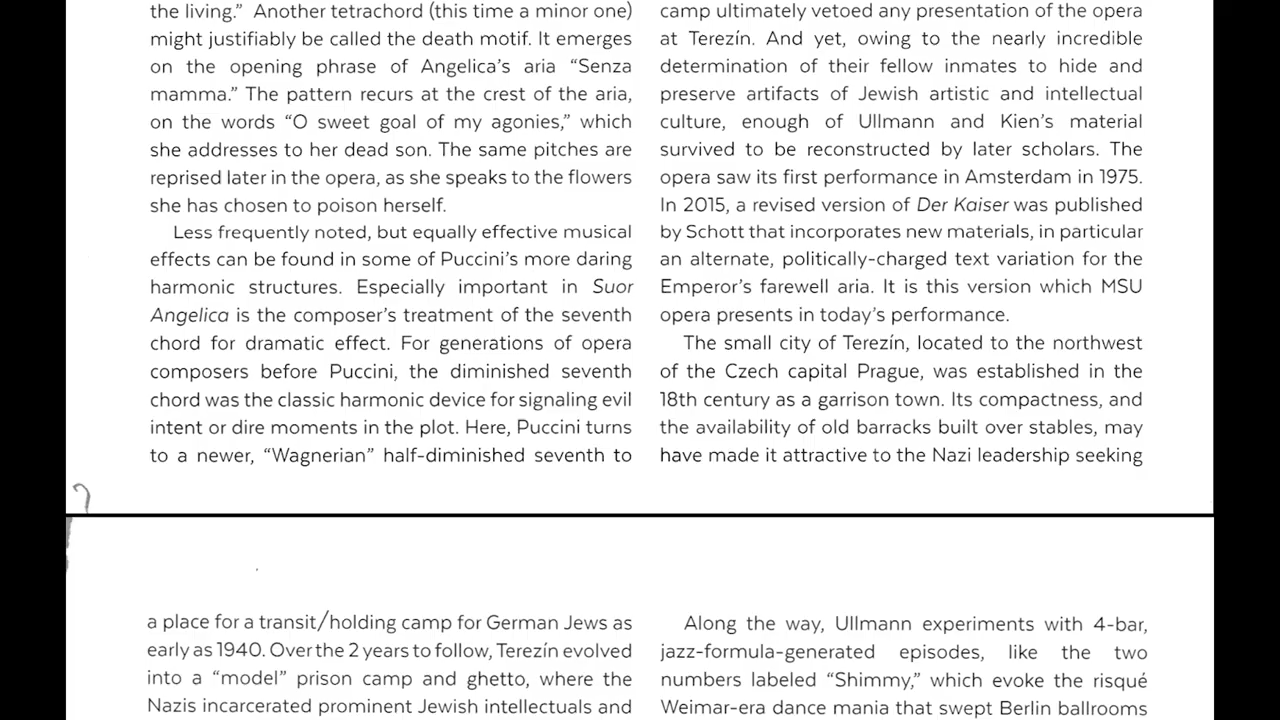 the living.” Another tetrachord (this time a minor one)
might justifiably be called the death motif. It emerges
on the opening phrase of Angelica’s aria “Senza
mamma.” The pattern recurs at the crest of the aria,
on the words “O sweet goal of my agonies,” which
she addresses to her dead son. The same pitches are
reprised later in the opera, as she speaks to the flowers
she has chosen to poison herself.
Less frequently noted, but equally effective musical
effects can be found in some of Puccini’s more daring
harmonic structures. Especially important in Suor
Angelica is the composer’s treatment of the seventh
chord for dramatic effect. For generations of opera
composers before Puccini, the diminished seventh
chord was the classic harmonic device for signaling evil
intent or dire moments in the plot. Here, Puccini turns
to a newer, “Wagnerian” half-diminished seventh to
camp ultimately vetoed any presentation of the opera
at Terezín. And yet, owing to the nearly incredible
determination of their fellow inmates to hide and
preserve artifacts of Jewish artistic and intellectual
culture, enough of Ullmann and Kien’s material
survived to be reconstructed by later scholars. The
opera saw its first performance in Amsterdam in 1975.
In 2015, a revised version of Der Kaiser was published
by Schott that incorporates new materials, in particular
an alternate, politically-charged text variation for the
Emperor’s farewell aria. It is this version which MSU
opera presents in today’s performance.
The small city of Terezín, located to the northwest
of the Czech capital Prague, was established in the
18th century as a garrison town. Its compactness, and
the availability of old barracks built over stables, may
have made it attractive to the Nazi leadership seeking
a place for a transit/holding camp for German Jews as
early as 1940. Over the 2 years to follow, Terezín evolved
into a “model” prison camp and ghetto, where the
Nazis incarcerated prominent Jewish intellectuals and
Along the way, Ullmann experiments with 4-bar,
jazz-formula-generated episodes, like the two
numbers labeled “Shimmy,” which evoke the risqué
Weimar-era dance mania that swept Berlin ballrooms